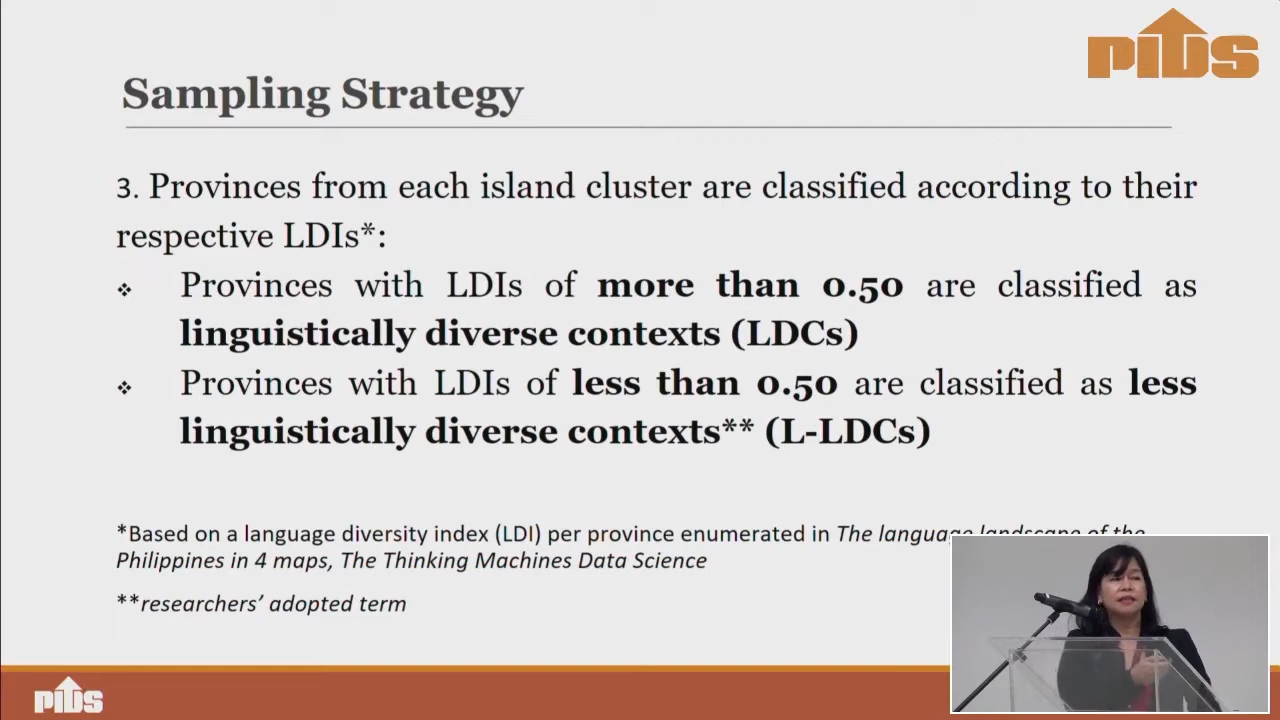 PIDS
Sampling Strategy
3. Provinces from each island cluster are classified according to their
respective LDIs*:
❖ Provinces with LDIs of more than 0.50 are classified as
linguistically diverse contexts (LDCs)
❖ Provinces with LDIs of less than 0.50 are classified as less
linguistically diverse contexts** (L-LDCs)
*Based on a language diversity index (LDI) per province enumerated in The language landscape of the
Philippines in 4 maps, The Thinking Machines Data Science
**researchers' adopted term
PIDS